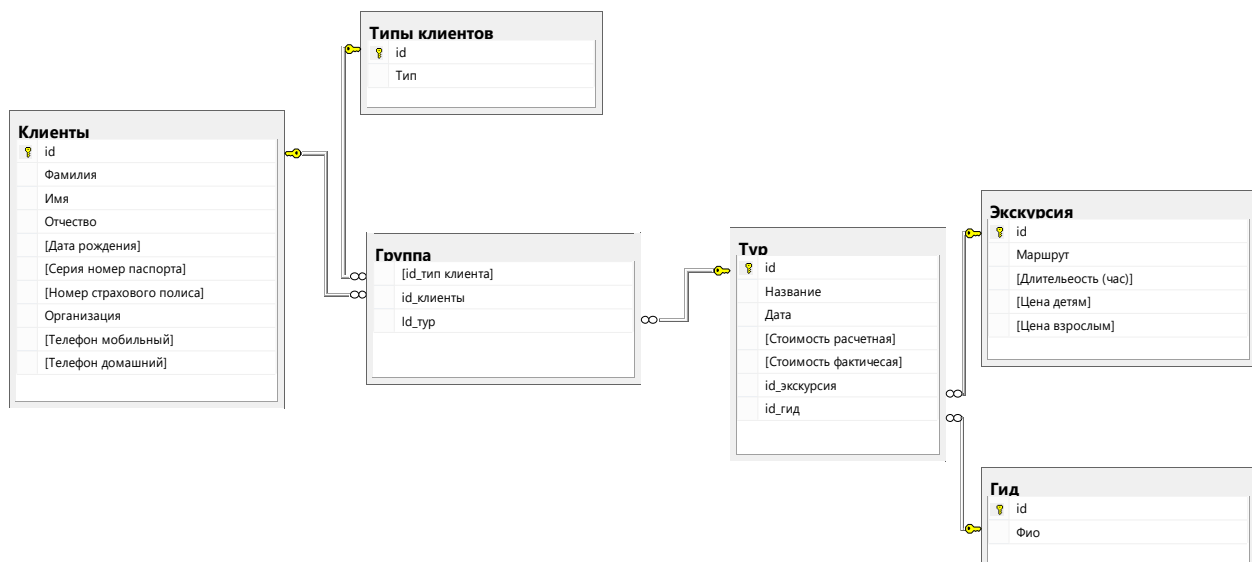 Типы клиентов
id
Тип
Клиенты
id
Фамилия
Имя
Отчество
[Дата рождения]
[Серия номер паспорта]
[Номер страхового полиса]
Организация
[Телефон мобильный]
[Телефон домашний]
Группа
[id_тип клиента]
id_клиенты
Id_тур
Тур
id
Название
Дата
[Стоимость расчетная]
[Стоимость фактичесая]
id_экскурсия
id_гид
Экскурсия
id
Маршрут
[Длительеость (час)]
[Цена детям]
[Цена взрослым]
Гид
id
Фио